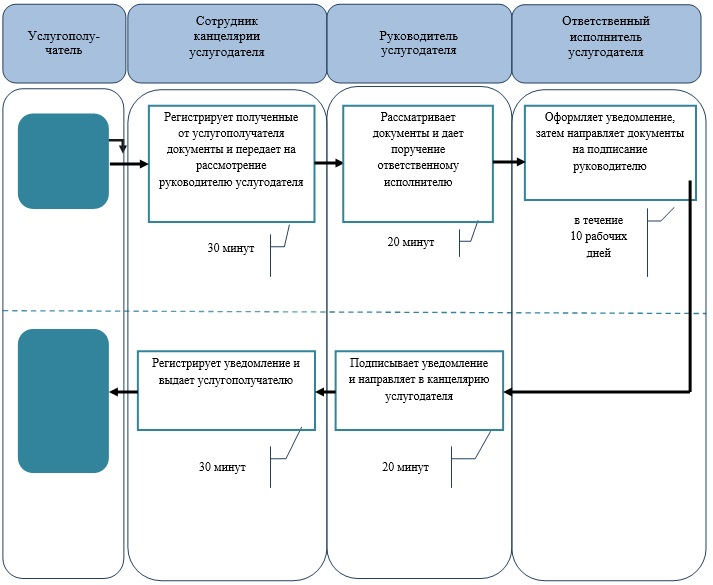 Услугополу-
чатель
Сотрудник
канцелярии
услугодателя
Руководитель
услугодателя
Ответственный
исполнитель
услугодателя
Регистрирует полученные
от услугополучателя
документы и передает на
рассмотрение
руководителю услугодателя
30 минут
Рассматривает
документы и дает
поручение
ответственному
исполнителю
20 минут
Оформляет уведомление,
затем направляет документы
на подписание
руководителю
в течение
10 рабочих
дней
Регистрирует уведомление и
выдает услугополучателю
30 минут
Подписывает уведомление
и направляет в канцелярию
услугодателя
20 минут